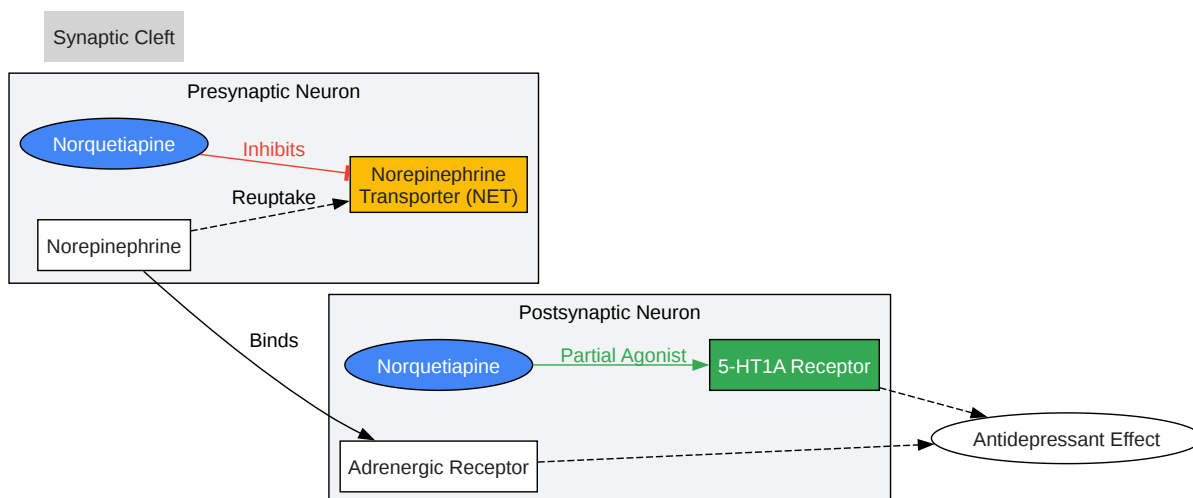 Synaptic Cleft
Presynaptic Neuron
Norquetiapine
Inhibits
Norepinephrine
Transporter (NET)
Reuptake
Norepinephrine
Binds
Postsynaptic Neuron
Norquetiapine
Partial Agonist
5-HT1A Receptor
Antidepressant Effect
Adrenergic Receptor